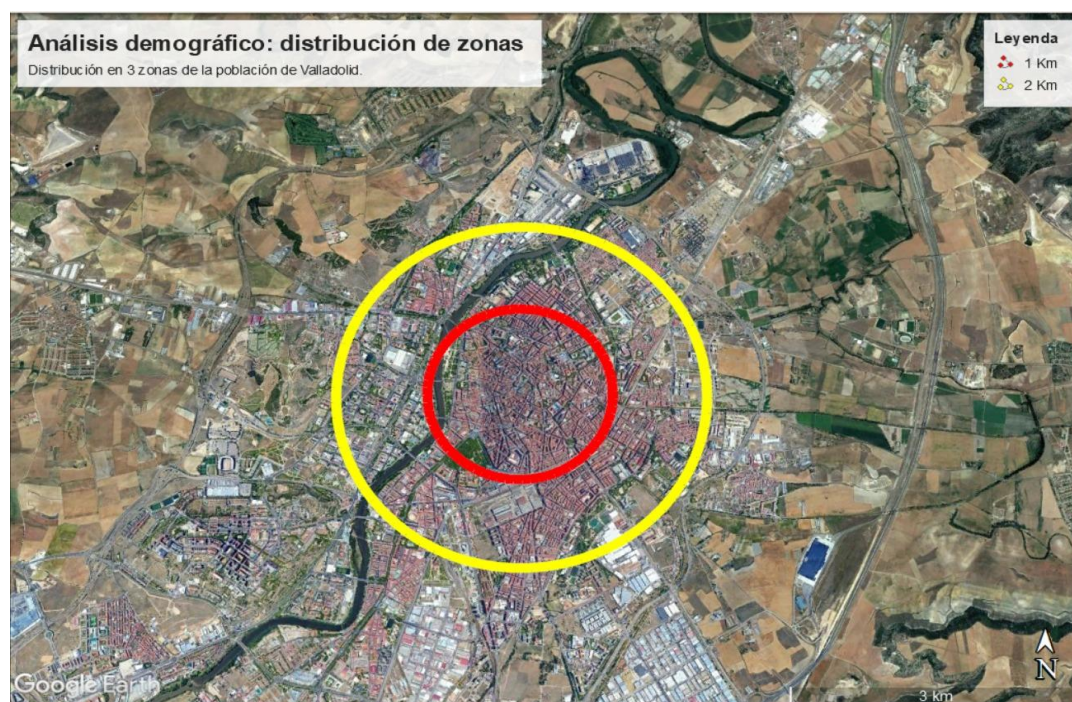 Análisis demográfico: distribución de zonas
Distribución en 3 zonas de la población de Valladolid.
Leyenda
1 Km
2 Km
Google Earth
N
3 km